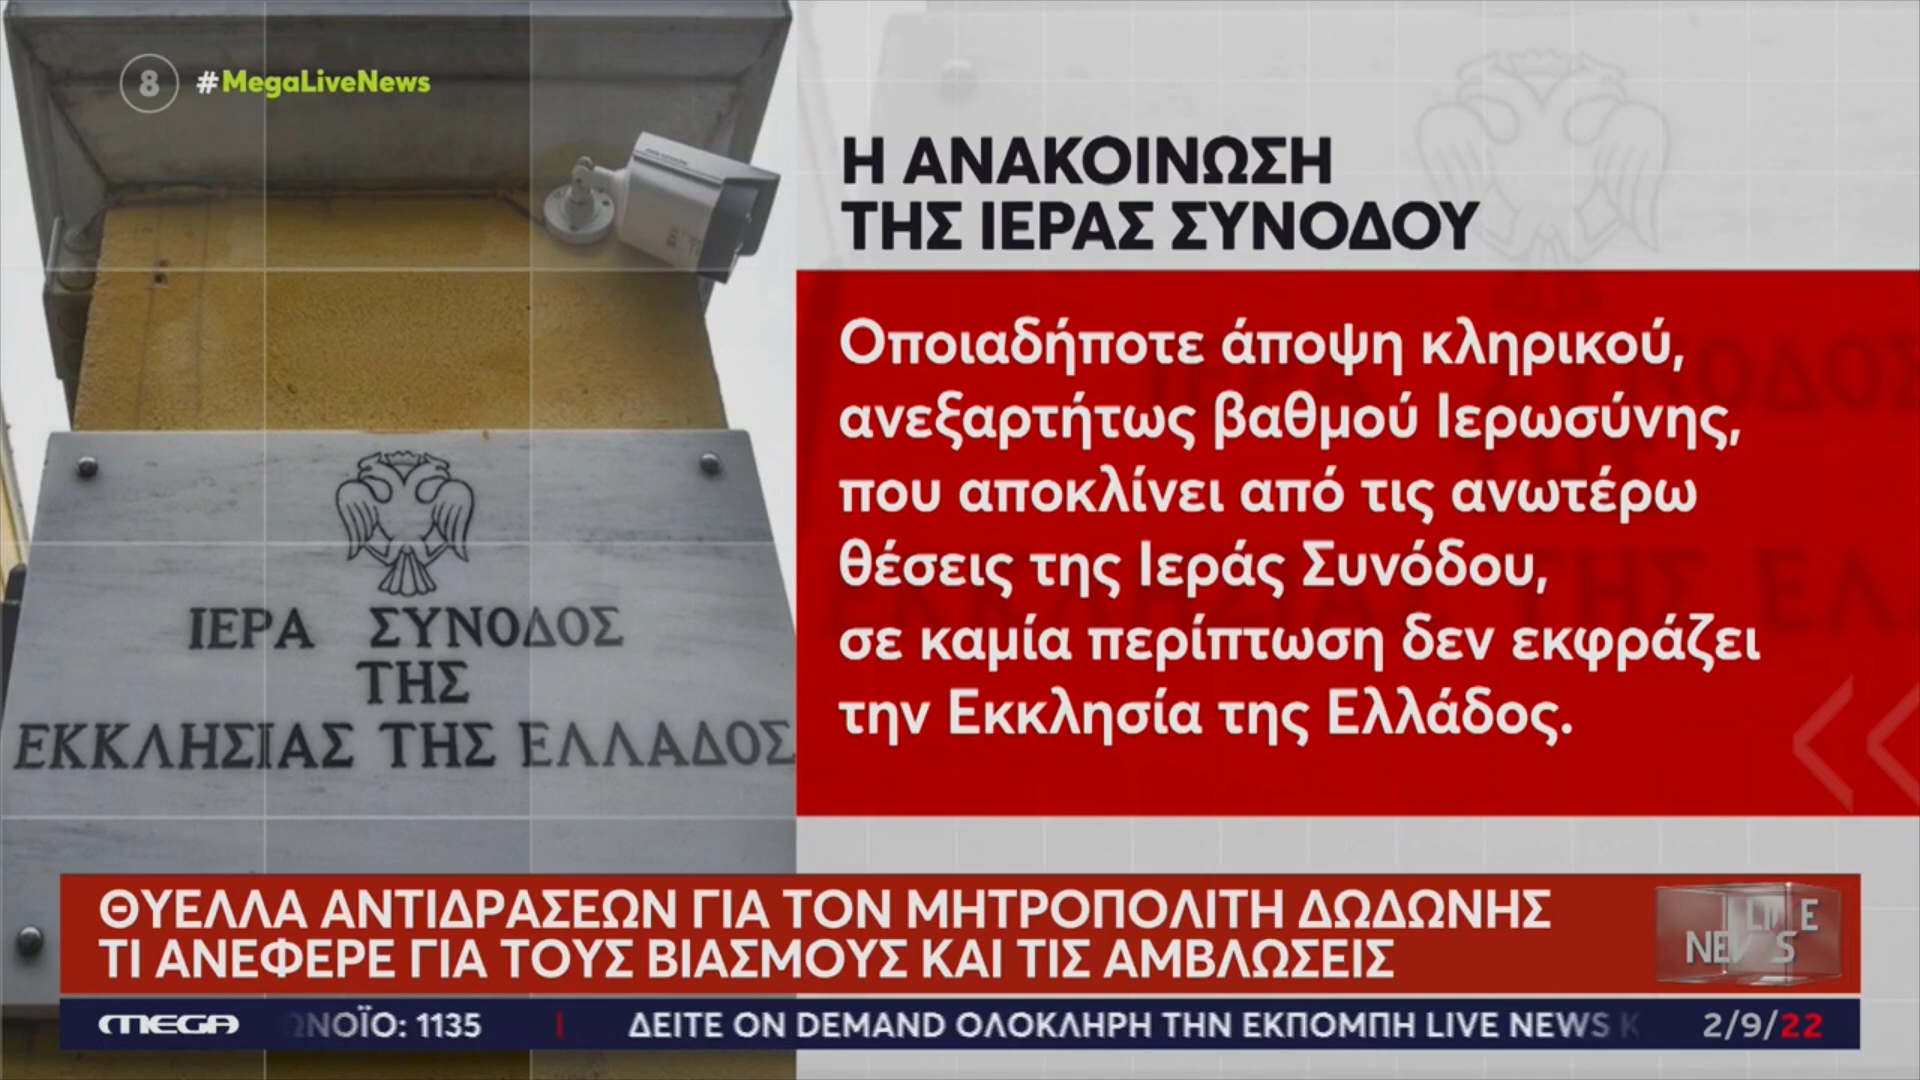 8 #MegaLiveNews
Η ΑΝΑΚΟΙΝΩΣΗ
ΤΗΣ ΙΕΡΑΣ ΣΥΝΟΔΟΥ
Οποιαδήποτε άποψη κληρικού,
ανεξαρτήτως βαθμού Ιερωσύνης,
που αποκλίνει από τις ανωτέρω
θέσεις της Ιεράς Συνόδου,
σε καμία περίπτωση δεν εκφράζει
την Εκκλησία της Ελλάδος.
ΙΕΡΑ ΣΥΝΟΔΟΣ
ΤΗΣ
ΕΚΚΛΗΣΙΑΣ ΤΗΣ ΕΛΛΑΔΟΣ
ΘΥΕΛΛΑ ΑΝΤΙΔΡΑΣΕΩΝ ΓΙΑ ΤΟΝ ΜΗΤΡΟΠΟΛΙΤΗ ΔΩΔΩΝΗΣ
ΤΙ ΑΝΕΦΕΡΕ ΓΙΑ ΤΟΥΣ ΒΙΑΣΜΟΥΣ ΚΑΙ ΤΙΣ ΑΜΒΛΩΣΕΙΣ
LIVE
NEWS
MEGA ΩΝΟΪΟ: 1135 | ΔΕΙΤΕ ON DEMAND ΟΛΟΚΛΗΡΗ ΤΗΝ ΕΚΠΟΜΠΗ LIVE NEWS Κ 2/9/22